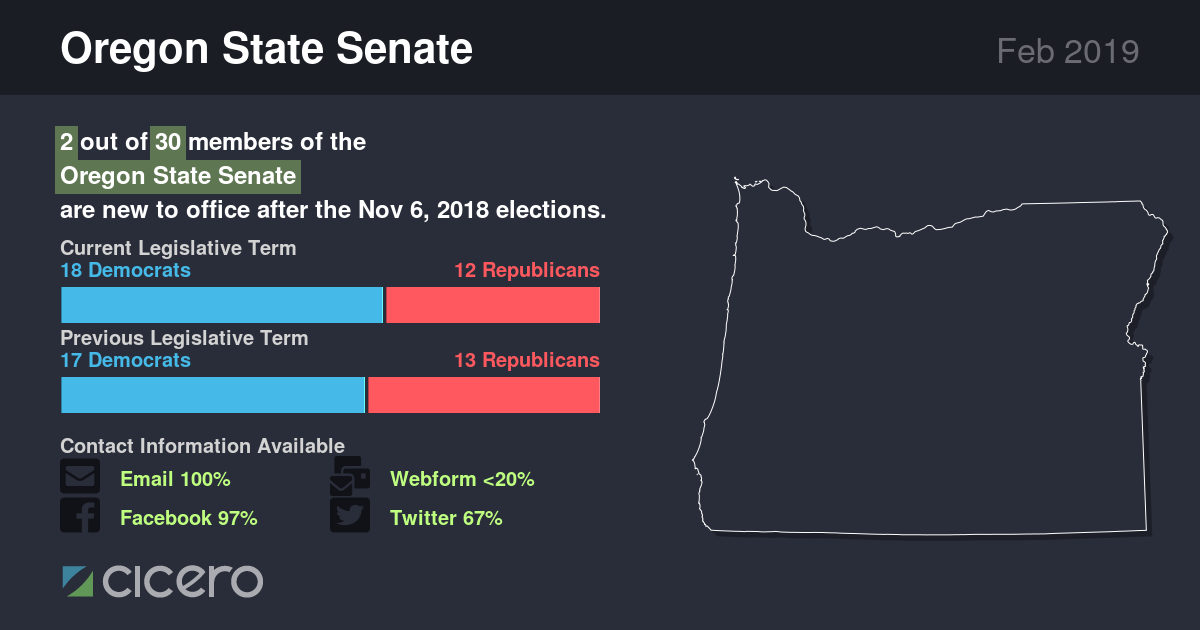 Oregon State Senate
Feb 2019
2 out of 30 members of the
Oregon State Senate
are new to office after the Nov 6, 2018 elections.
Current Legislative Term
18 Democrats
12 Republicans
Previous Legislative Term
17 Democrats
13 Republicans
Contact Information Available
Email 100%
Webform <20%
Facebook 97%
Twitter 67%
cicero